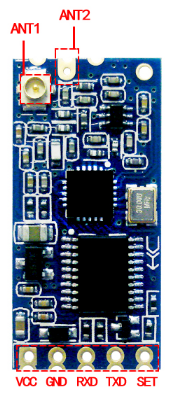 ANT2
ANT1
VCC GND RXD TXD SET